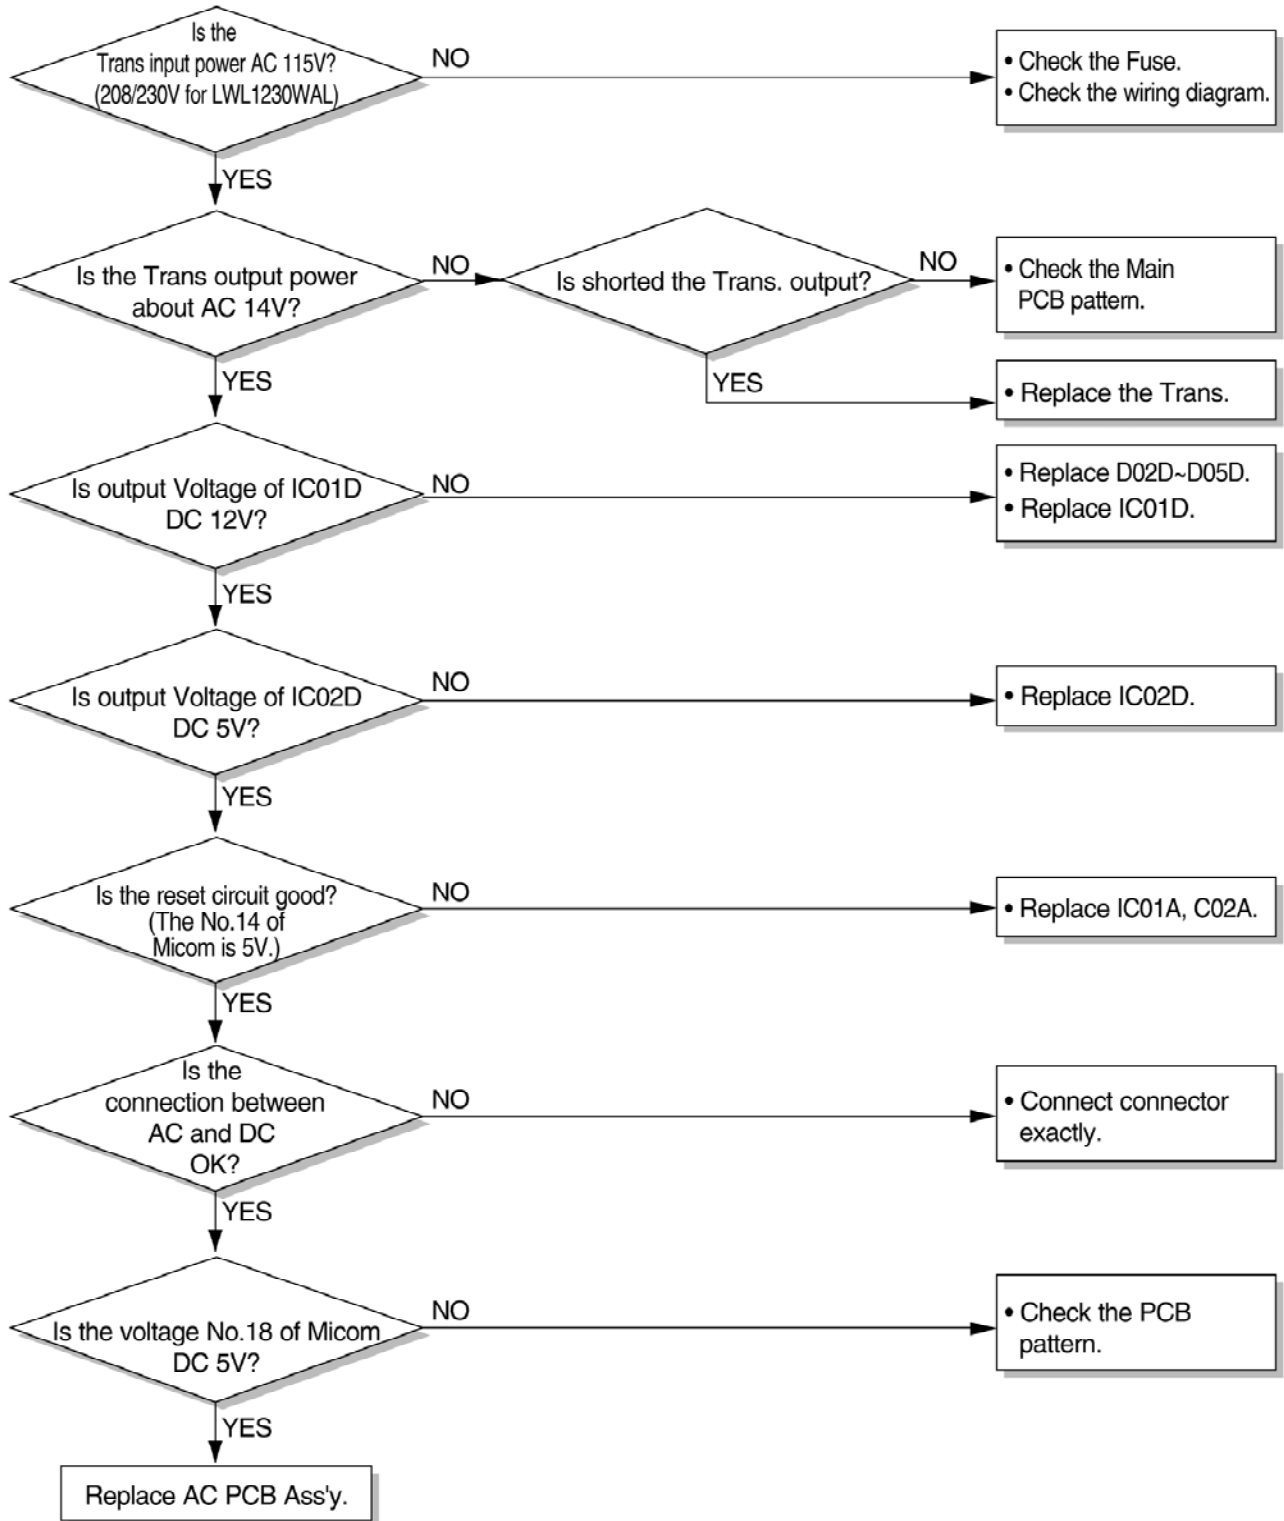 Is the
Trans input power AC 115V?
(208/230V for LWL1230WAL)
NO
• Check the Fuse.
• Check the wiring diagram.
YES
Is the Trans output power
about AC 14V?
NO
Is shorted the Trans. output?
NO
• Check the Main
PCB pattern.
YES
YES
• Replace the Trans.
Is output Voltage of IC01D
DC 12V?
NO
• Replace D02D~D05D.
• Replace IC01D.
YES
Is output Voltage of IC02D
DC 5V?
NO
• Replace IC02D.
YES
Is the reset circuit good?
(The No.14 of
Micom is 5V.)
NO
• Replace IC01A, C02A.
YES
Is the
connection between
AC and DC
OK?
NO
• Connect connector
exactly.
YES
Is the voltage No.18 of Micom
DC 5V?
NO
• Check the PCB
pattern.
YES
Replace AC PCB Ass'y.